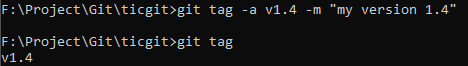 F:\Project\Git\ticgit>git tag -a v1.4 -m "my version 1.4"
F:\Project\Git\ticgit>git tag
v1.4